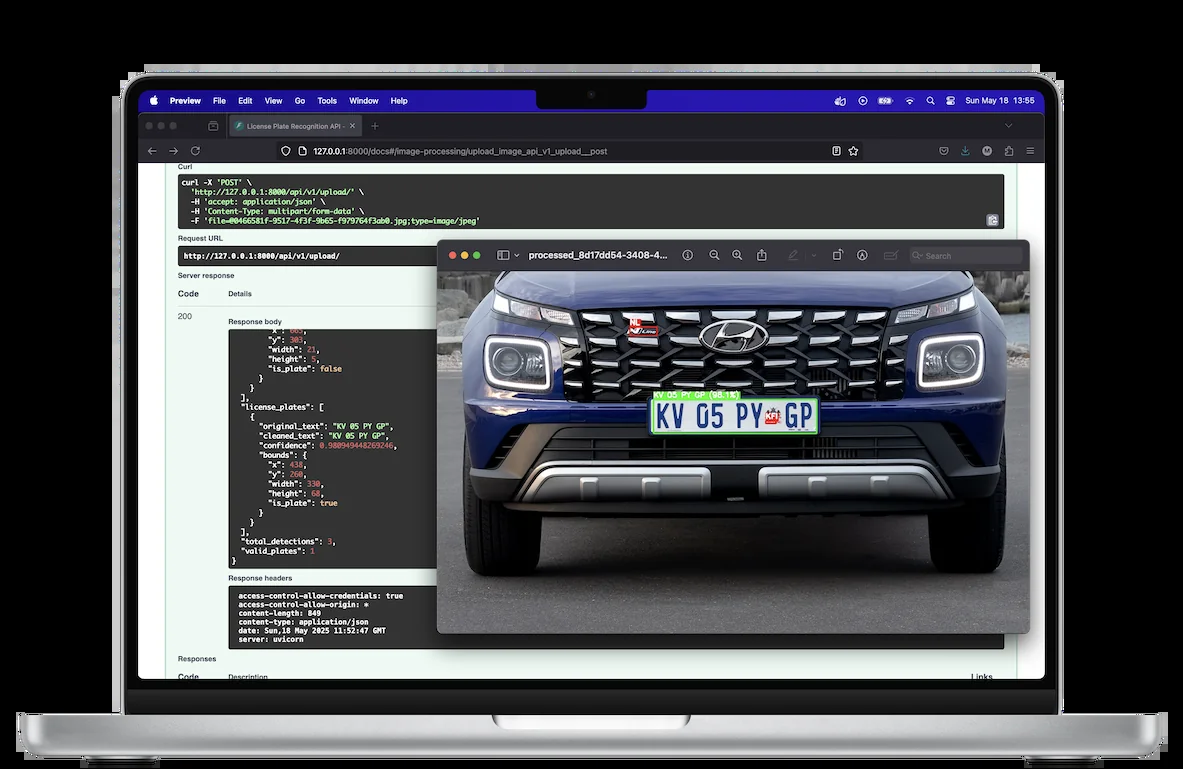 Preview File Edit View Go Tools Window Help
Sun May 18 13:55
License Plate Recognition API -
127.0.0.1:8000/docs#/image-processing/upload_image_api_v1_upload__post
Curl
curl -X 'POST' \
'http://127.0.0.1:8000/api/v1/upload/' \
-H 'accept: application/json' \
-H 'Content-Type: multipart/form-data' \
-F 'file=@0466581f-9517-4f3f-9b65-f979764f3ab0.jpg;type=image/jpeg'
Request URL
http://127.0.0.1:8000/api/v1/upload/
Server response
Code Details
200
Response body
"x": 665,
"y": 303,
"width": 21,
"height": 5,
"is_plate": false
}
}
],
"license_plates": [
{
"original_text": "KV 05 PY GP",
"cleaned_text": "KV 05 PY GP",
"confidence": 0.980949448269246,
"bounds": {
"x": 438,
"y": 260,
"width": 330,
"height": 68,
"is_plate": true
}
}
],
"total_detections": 3,
"valid_plates": 1
}
Response headers
access-control-allow-credentials: true
access-control-allow-origin: *
content-length: 849
content-type: application/json
date: Sun,18 May 2025 11:52:47 GMT
server: uvicorn
Responses
Code Description Links
processed_8d17dd54-3408-4...
Search
NL
N Line
KV 05 PY GP (98.1%)
KV 05 PY GP